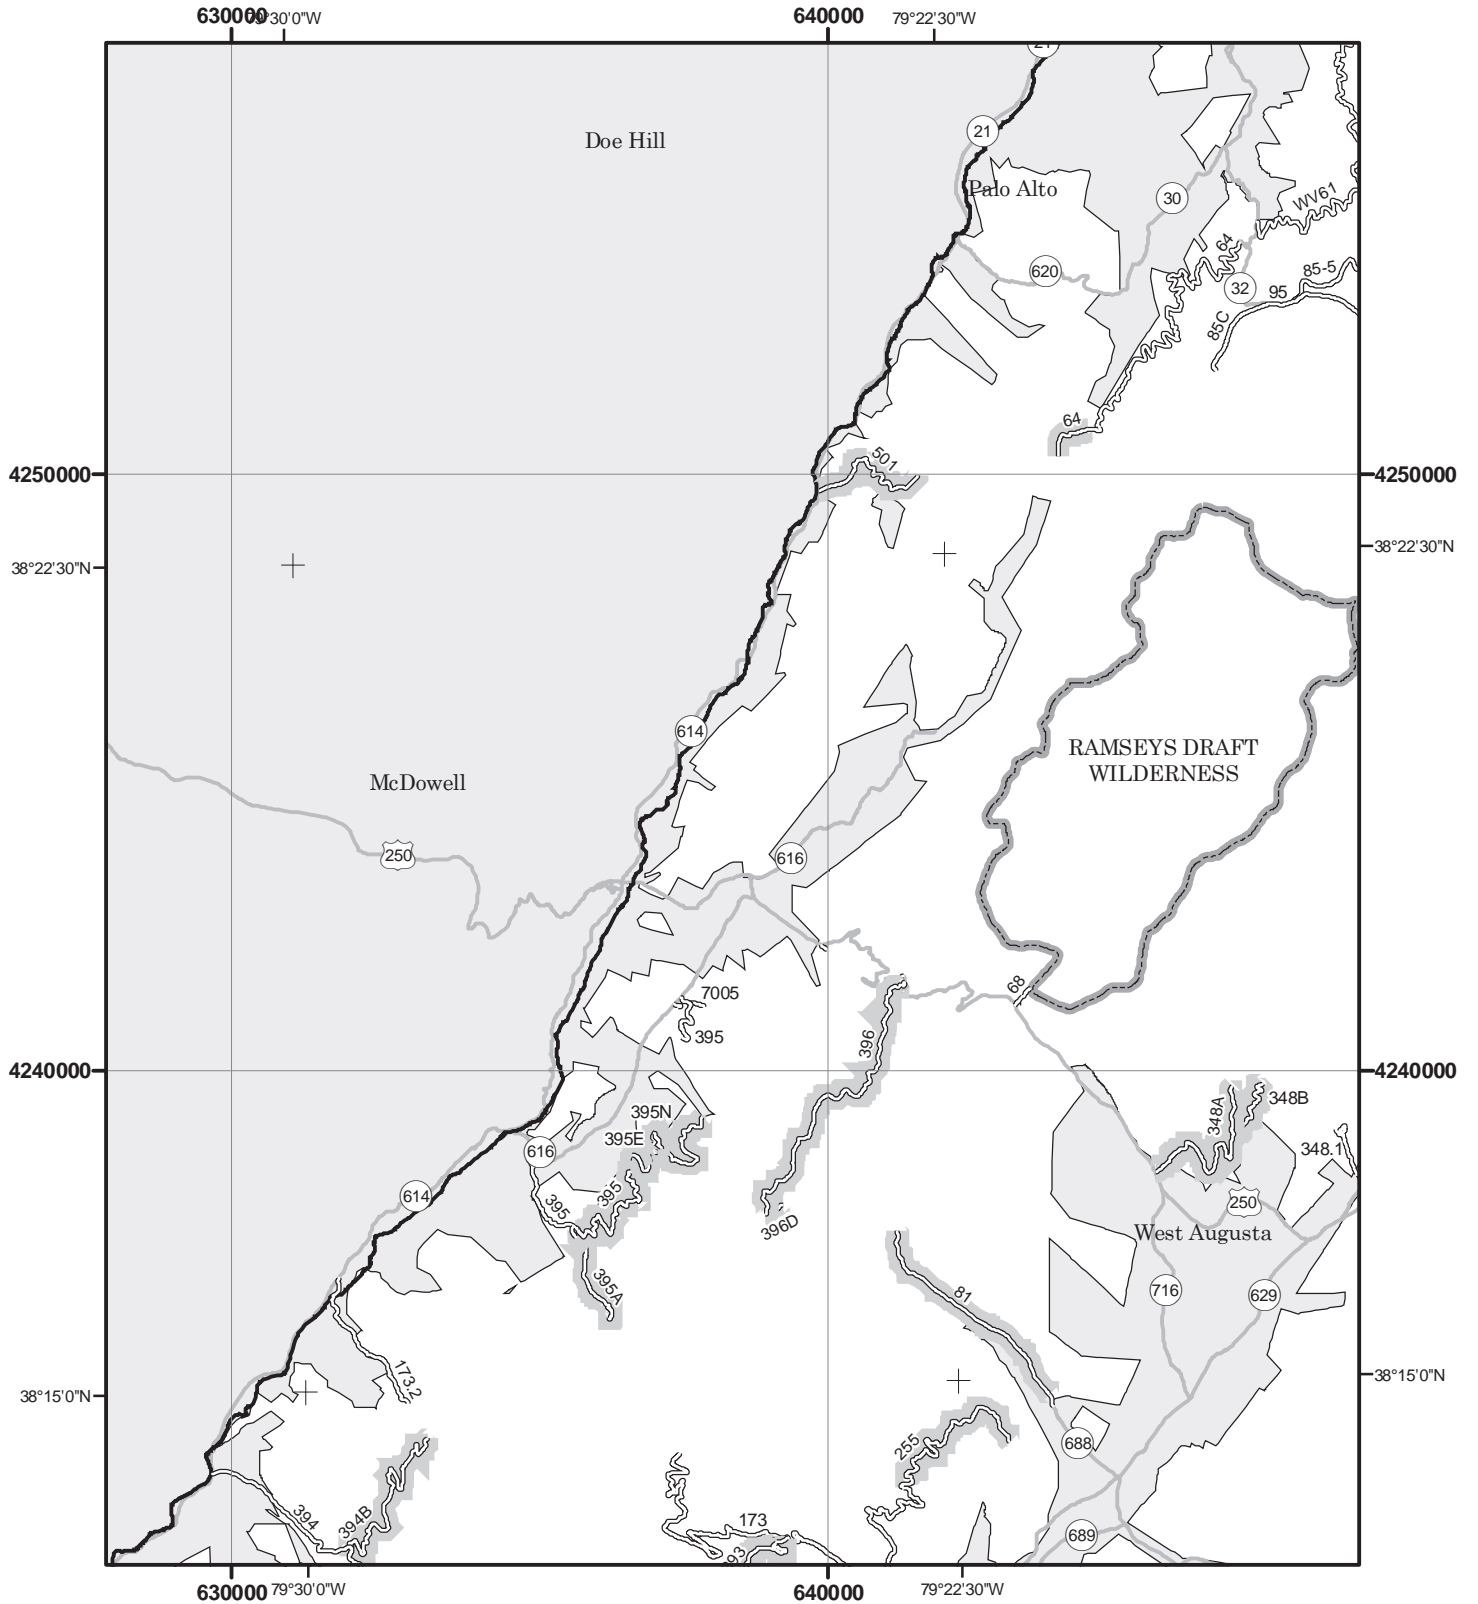 630000
79°30'0"W
640000
79°22'30"W
21
21
Doe Hill
Palo Alto
30
WV61
64
620
32
95
85-5
85C
64
4250000
501
4250000
38°22'30"N
38°22'30"N
614
RAMSEYS DRAFT
WILDERNESS
McDowell
250
616
68
7005
395
396
4240000
4240000
395N
395E
348A
348B
616
348.1
395
395
614
396D
250
West Augusta
395A
81
716
629
173.2
38°15'0"N
38°15'0"N
688
255
394
394B
173
689
630000
79°30'0"W
640000
79°22'30"W